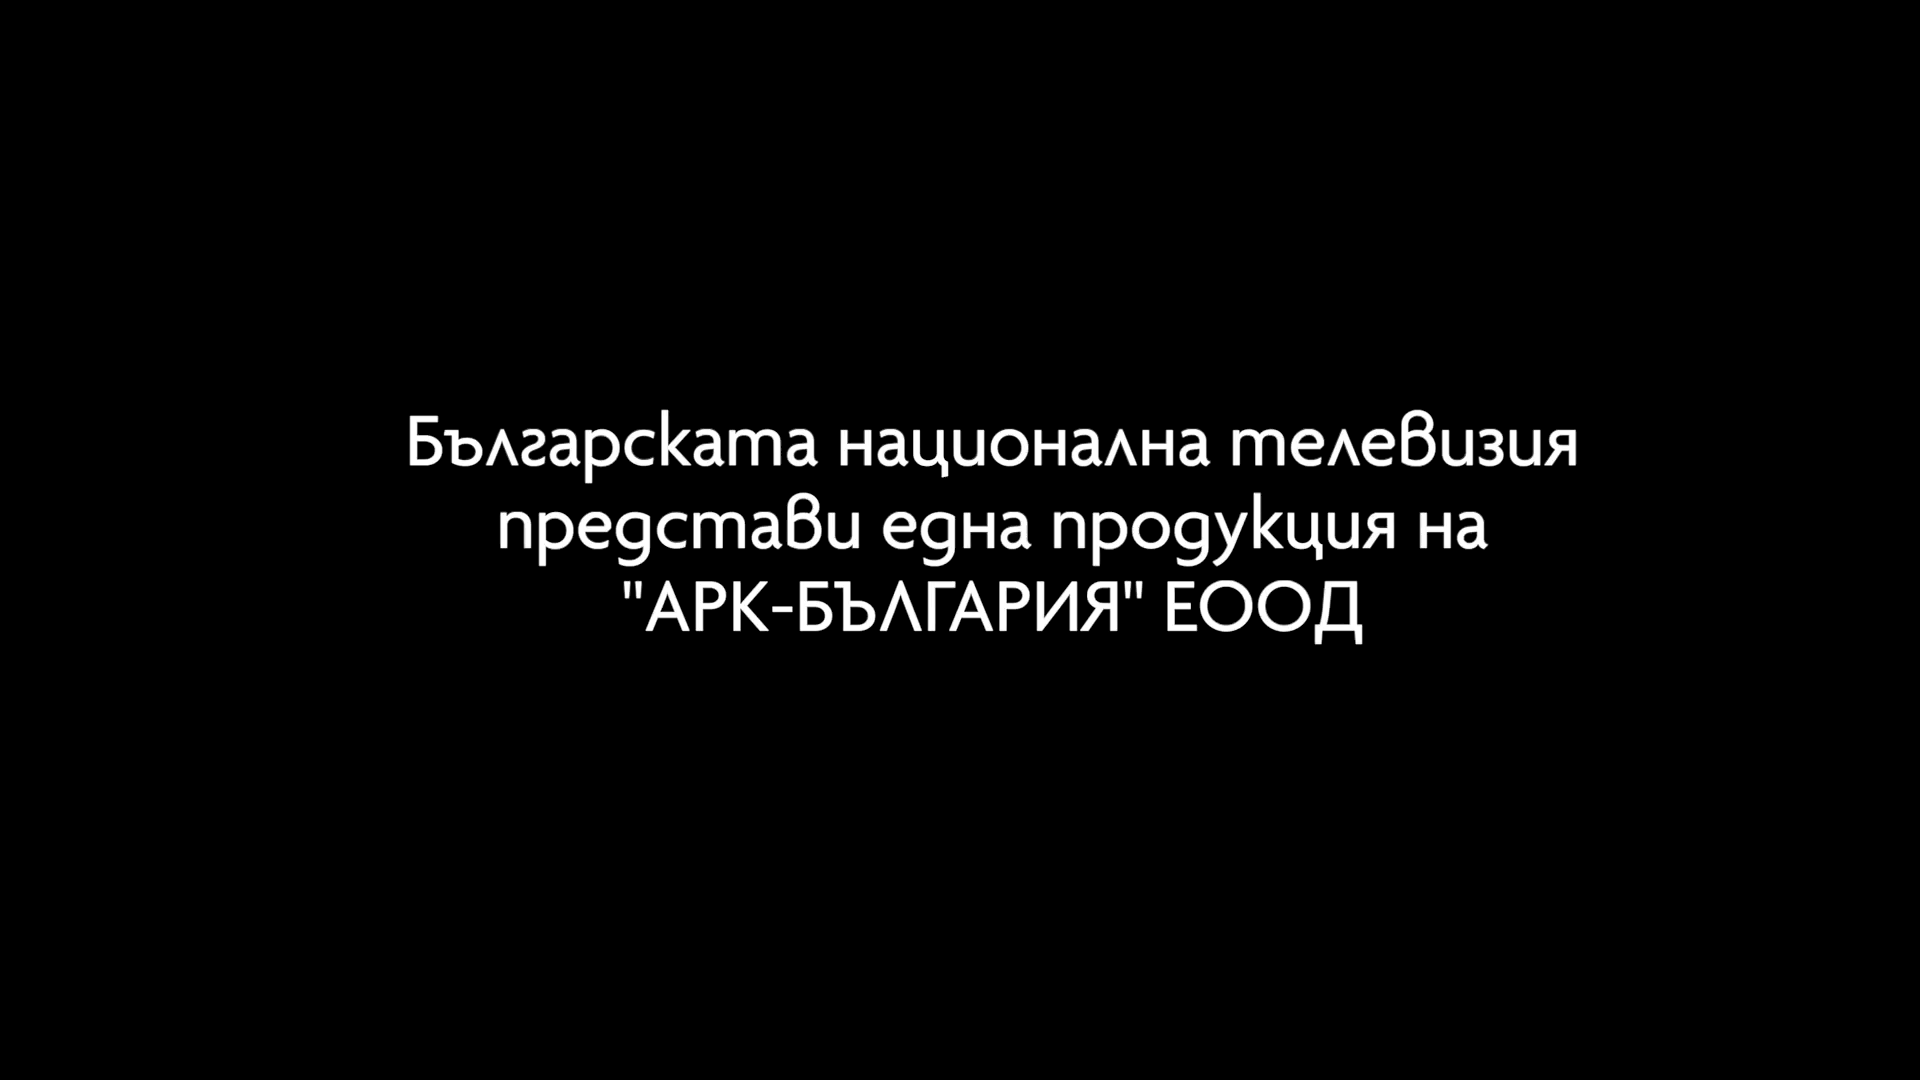 Българската национална телевизия
представи една продукция на
"АРК-БЪЛГАРИЯ" ЕООД